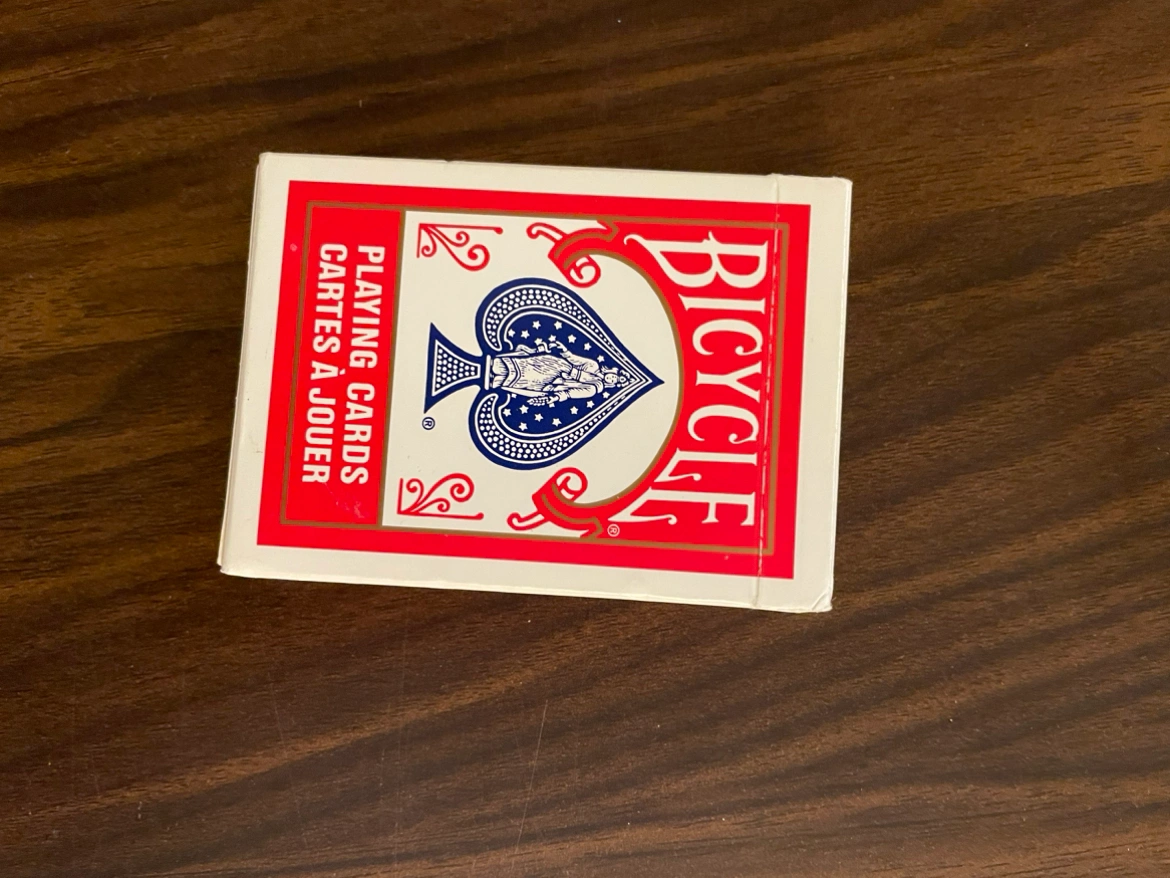 BICYCLE®
®
PLAYING CARDS
CARTES À JOUER